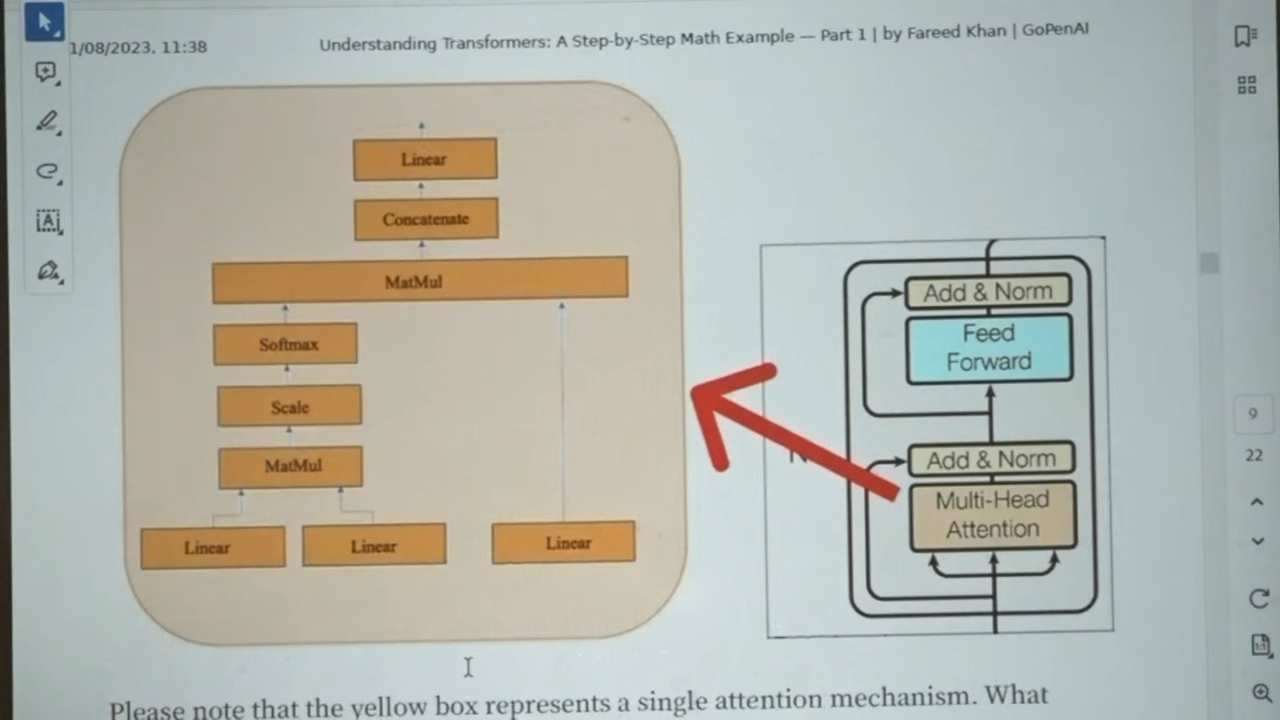 1/08/2023, 11:38
Understanding Transformers: A Step-by-Step Math Example — Part 1 | by Fareed Khan | GoPenAI
Linear
Concatenate
MatMul
Softmax
Scale
MatMul
Linear
Linear
Linear
Add & Norm
Feed
Forward
Add & Norm
Multi-Head
Attention
9
22
Please note that the yellow box represents a single attention mechanism. What